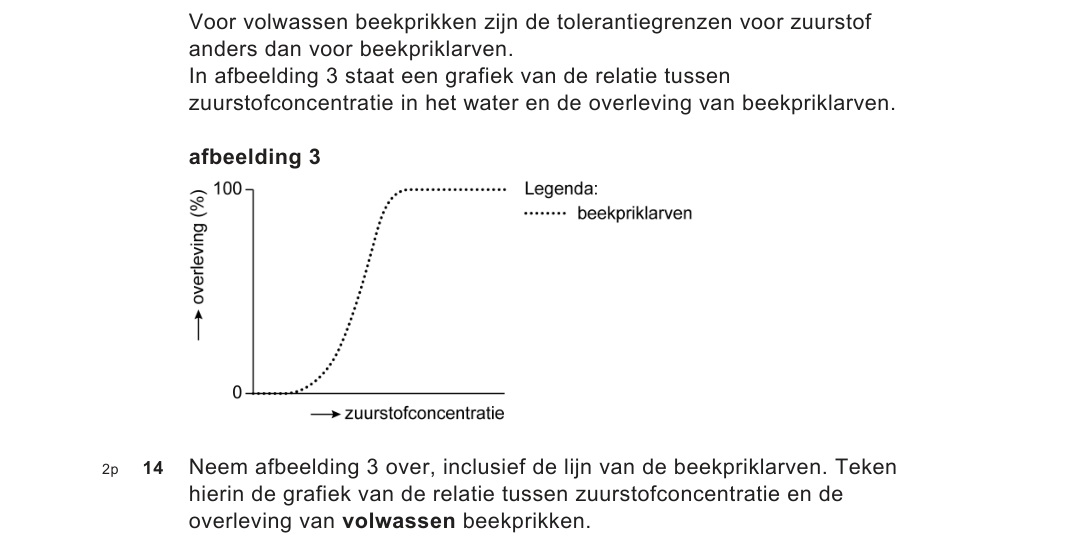 Voor volwassen beekprikken zijn de tolerantiegrenzen voor zuurstof
anders dan voor beekpriklarven.
In afbeelding 3 staat een grafiek van de relatie tussen
zuurstofconcentratie in het water en de overleving van beekpriklarven.
afbeelding 3
100
overleving (%)
0
zuurstofconcentratie
Legenda:
beekpriklarven
2p 14 Neem afbeelding 3 over, inclusief de lijn van de beekpriklarven. Teken
hierin de grafiek van de relatie tussen zuurstofconcentratie en de
overleving van volwassen beekprikken.